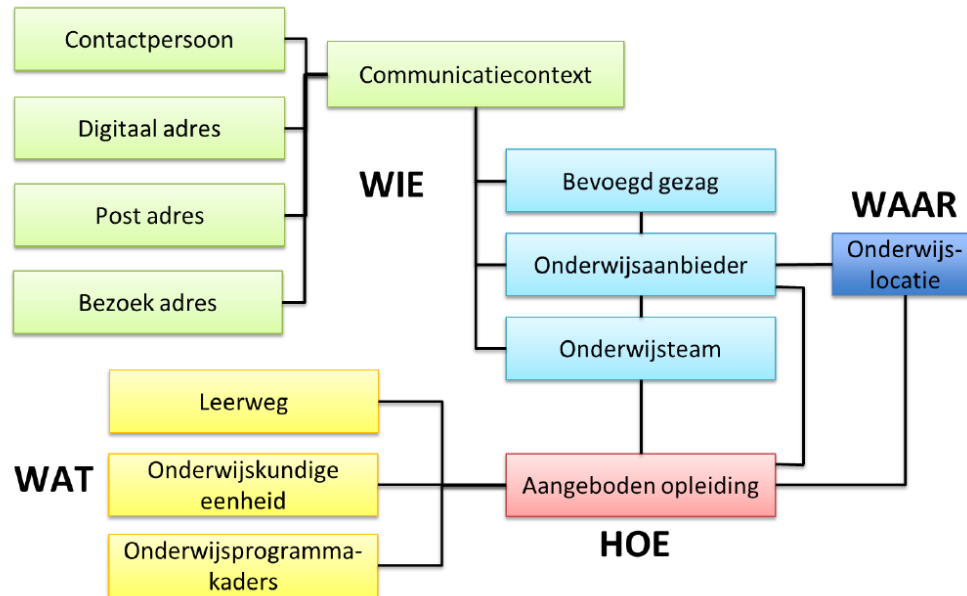 Contactpersoon
Communicatiecontext
Digitaal adres
WIE
Bevoegd gezag
Post adres
WAAR
Onderwijsaanbieder
Onderwijs-
locatie
Bezoek adres
Onderwijsteam
Leerweg
WAT
Onderwijskundige
eenheid
Aangeboden opleiding
HOE
Onderwijsprogramma-
kaders